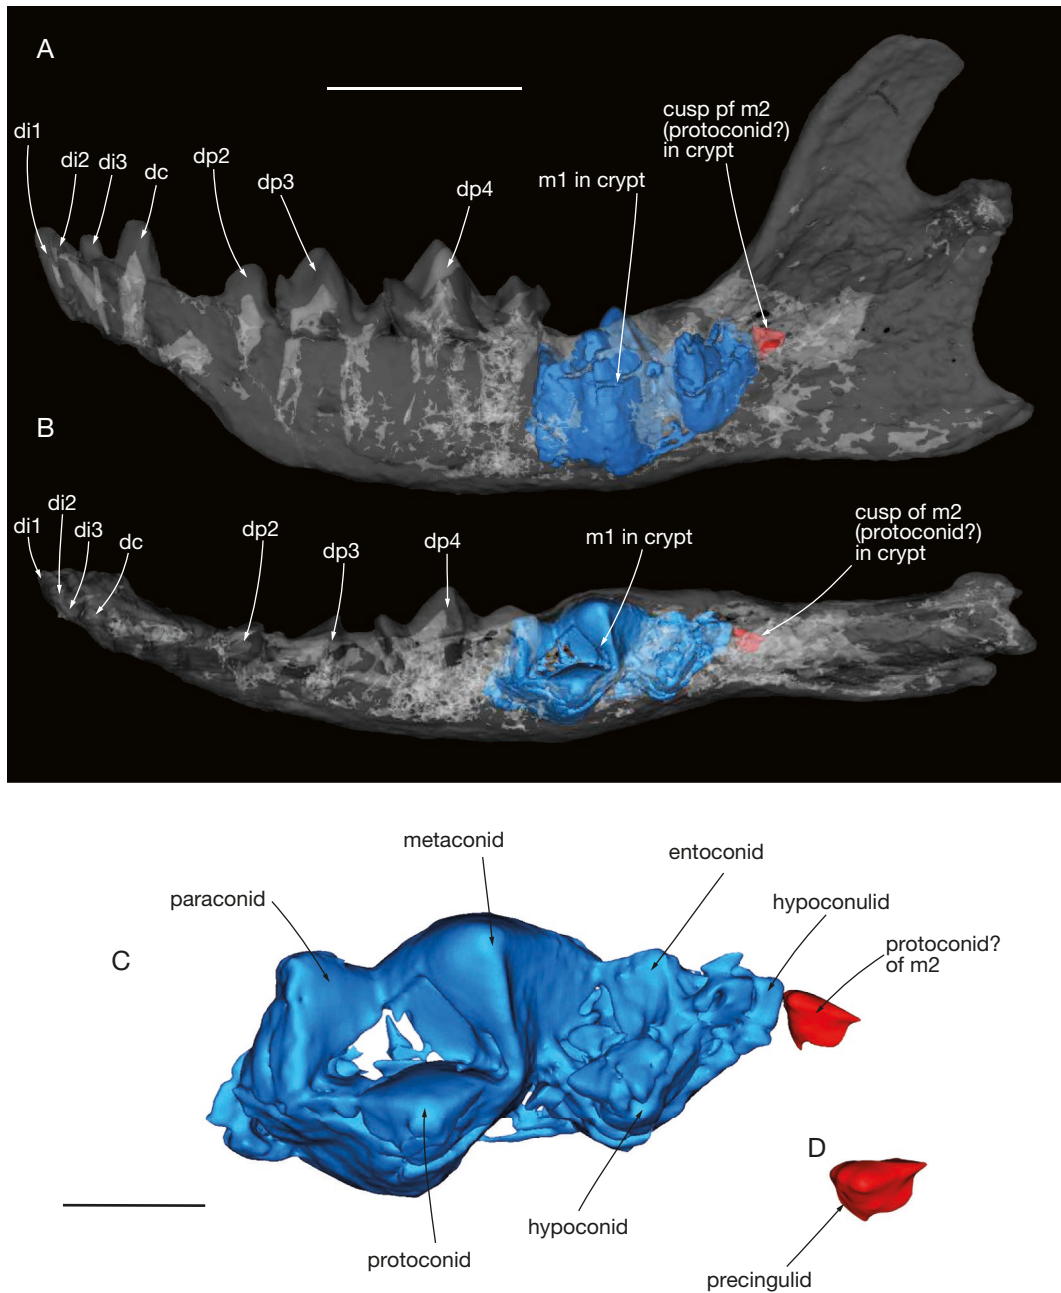 A
cusp pf m2
(protoconid?)
in crypt
di1
di2
di3
dc
dp2
dp3
dp4
m1 in crypt
B
di1
di2
di3
dc
dp2
dp3
dp4
m1 in crypt
cusp of m2
(protoconid?)
in crypt
metaconid
entoconid
paraconid
hypoconulid
C
protoconid?
of m2
D
hypoconid
protoconid
precingulid